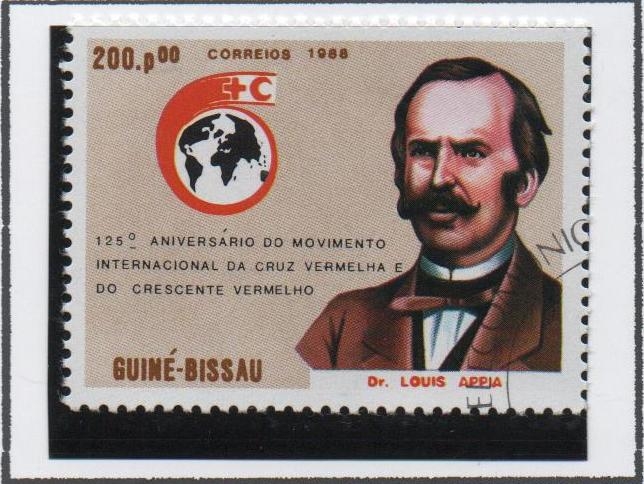 200.p00 CORREIOS 1988
125º ANIVERSÁRIO DO MOVIMENTO
INTERNACIONAL DA CRUZ VERMELHA E
DO CRESCENTE VERMELHO
GUINÉ-BISSAU
Dr. LOUIS APPIA
NIC